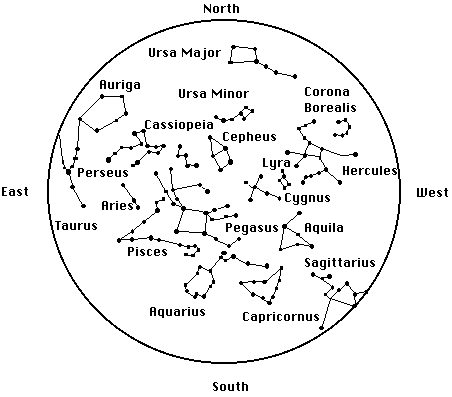 North
Ursa Major
Auriga
Ursa Minor
Corona
Borealis
Cassiopeia
Cepheus
Perseus
Lyra
Hercules
East
West
Aries
Cygnus
Taurus
Pegasus
Aquila
Pisces
Sagittarius
Aquarius
Capricornus
South